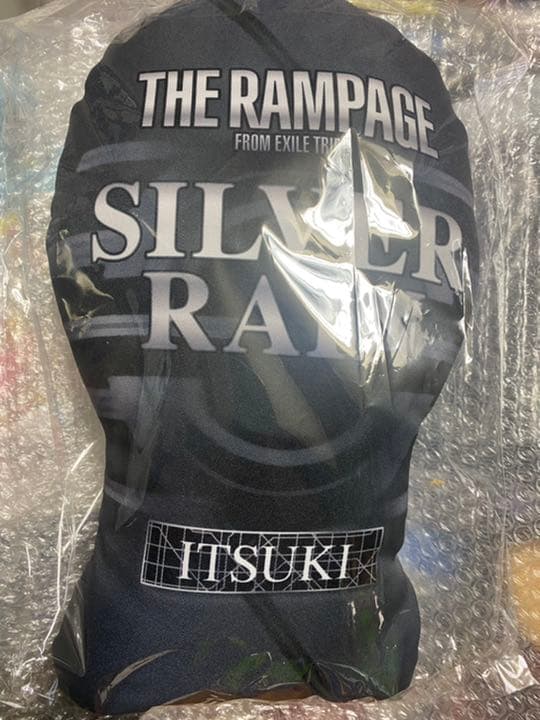 THE RAMPAGE
FROM EXILE
SILVER
ITSUKI